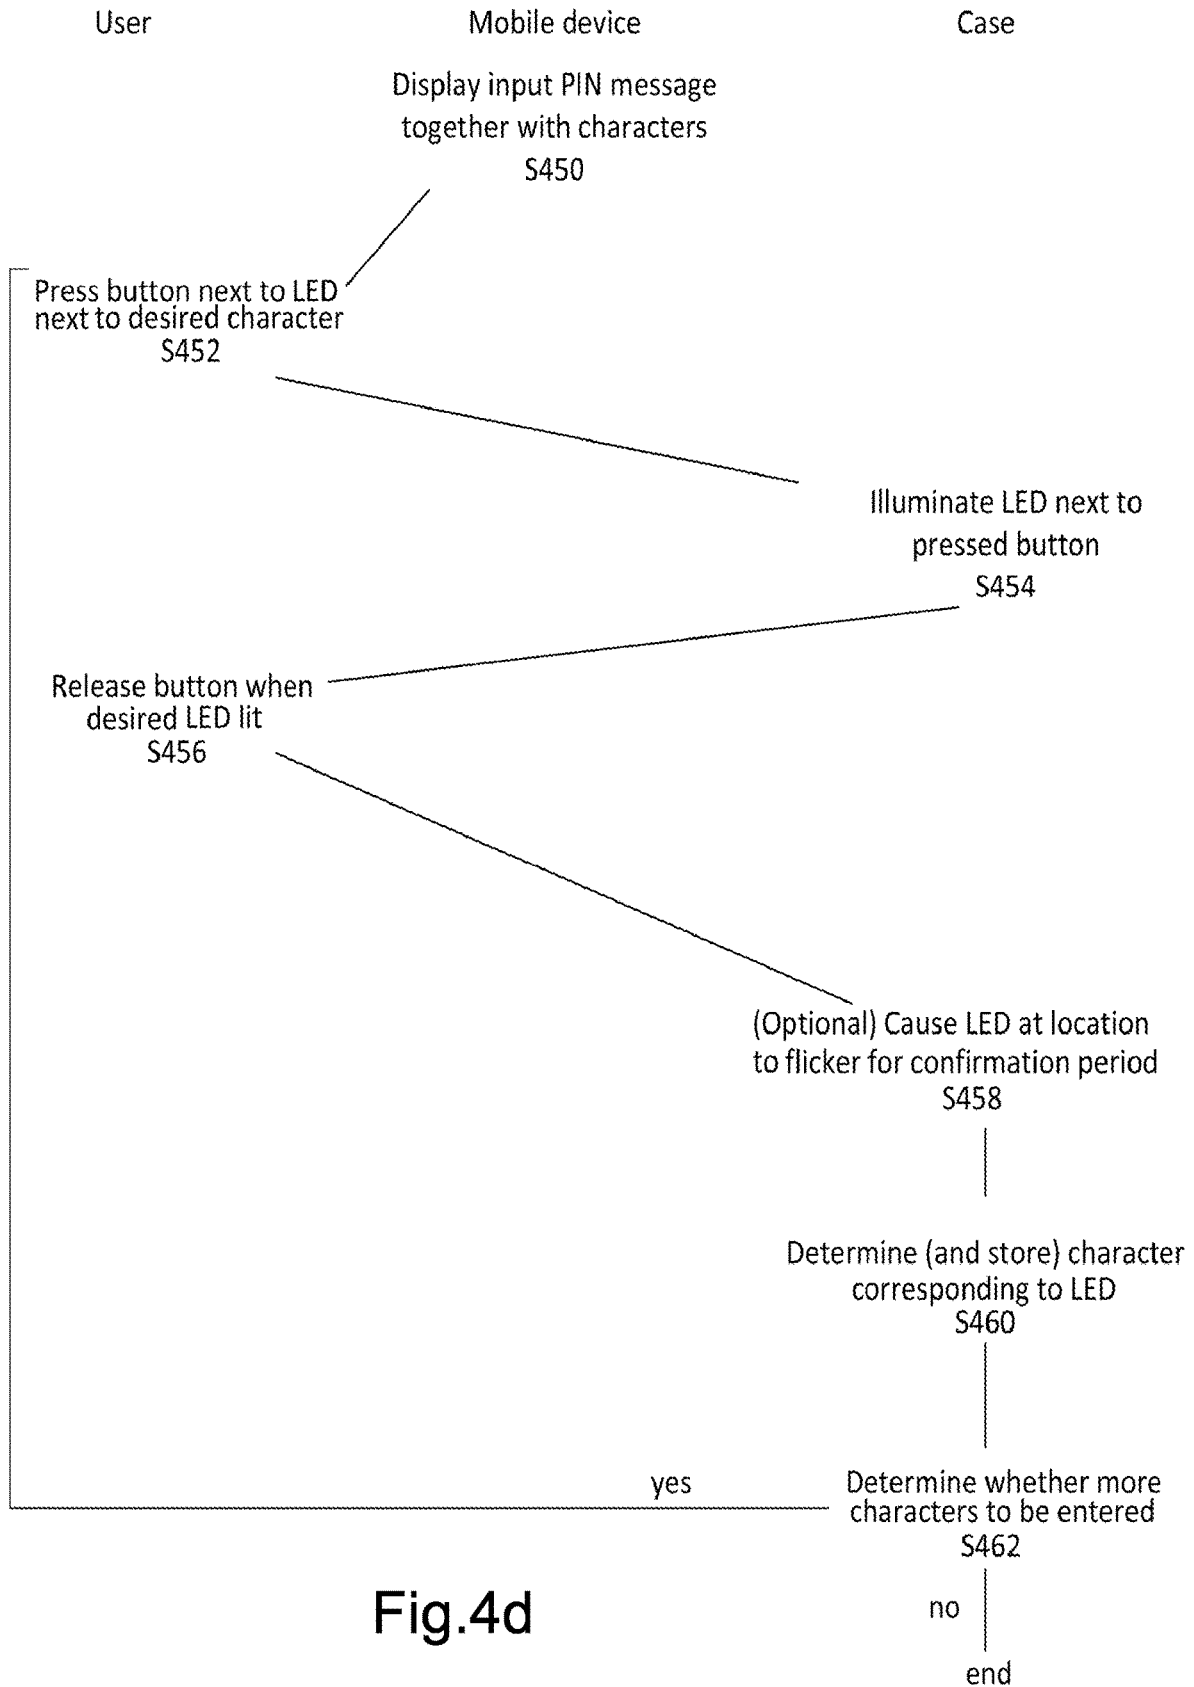 User Mobile device Case
Display input PIN message
together with characters
S450
Press button next to LED
next to desired character
S452
Illuminate LED next to
pressed button
S454
Release button when
desired LED lit
S456
(Optional) Cause LED at location
to flicker for confirmation period
S458
Determine (and store) character
corresponding to LED
S460
yes
Determine whether more
characters to be entered
S462
no
end
Fig.4d